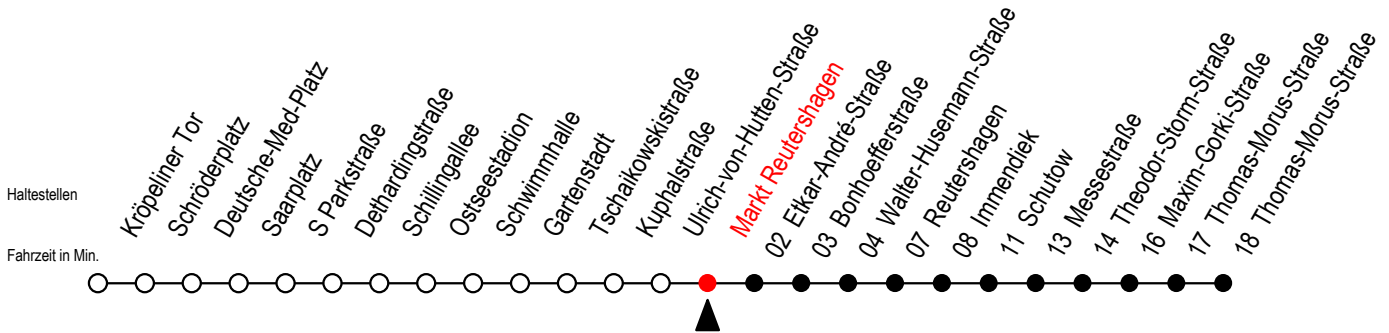 Haltestellen
Kröpeliner Tor
Schröderplatz
Deutsche-Med-Platz
Saarplatz
S Parkstraße
Dethardingstraße
Schillingallee
Ostseestadion
Schwimmhalle
Gartenstadt
Tschaikowskistraße
Kuphalstraße
Ulrich-von-Hutten-Straße
Markt Reutershagen
02 Etkar-André-Straße
03 Bonhoefferstraße
04 Walter-Husemann-Straße
07 Reutershagen
08 Immendiek
11 Schutow
13 Messestraße
14 Theodor-Storm-Straße
16 Maxim-Gorki-Straße
17 Thomas-Morus-Straße
18 Thomas-Morus-Straße
Fahrzeit in Min.